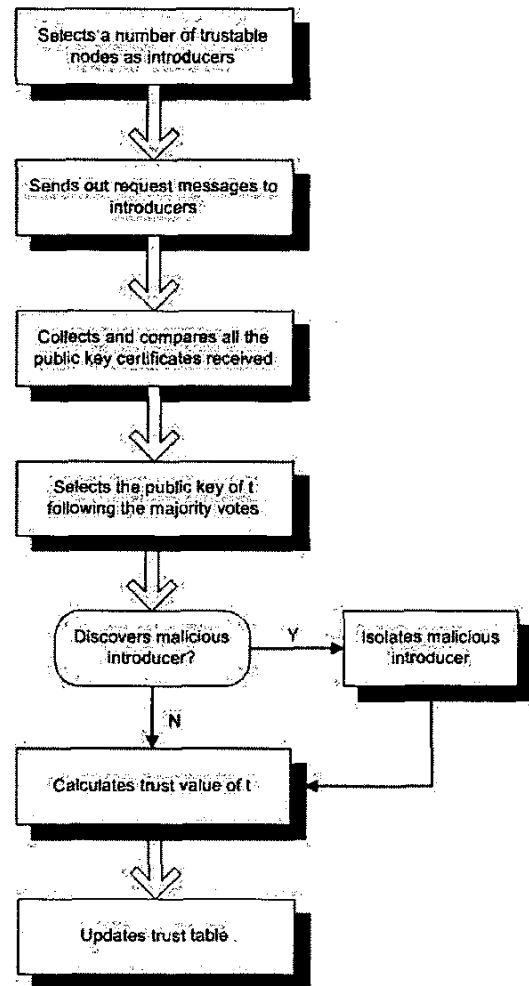 Selects a number of trustable
nodes as introducers
Sends out request messages to
introducers
Collects and compares all the
public key certificates received
Selects the public key of t
following the majority votes
Discovers malicious
introducer?
Y
Isolates malicious
introducer
N
Calculates trust value of t
Updates trust table